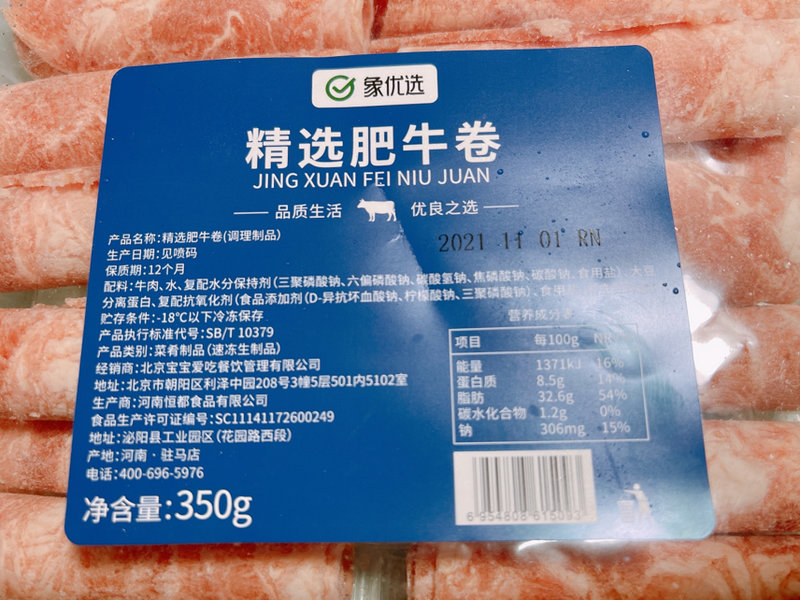 象优选
精选肥牛卷
JING XUAN FEI NIU JUAN
品质生活 优良之选
产品名称:精选肥牛卷(调理制品)
2021 11 01 RN
生产日期:见喷码
保质期:12个月
配料:牛肉、水、复配水分保持剂(三聚磷酸钠、六偏磷酸钠、碳酸氢钠、焦磷酸钠、碳酸钠、食用盐)、大豆
分离蛋白、复配抗氧化剂(食品添加剂(D-异抗坏血酸钠、柠檬酸钠、三聚磷酸钠)、食用
贮存条件:-18℃以下冷冻保存
产品执行标准代号:SB/T 10379
产品类别:菜肴制品(速冻生制品)
经销商:北京宝宝爱吃餐饮管理有限公司
地址:北京市朝阳区利泽中园208号3幢5层501内5102室
生产商:河南恒都食品有限公司
食品生产许可证编号:SC11141172600249
地址:泌阳县工业园区(花园路西段)
产地:河南·驻马店
电话:400-696-5976
净含量:350g
营养成分表
项目 每100g
能量 1371kJ 16%
蛋白质 8.5g 14%
脂肪 32.6g 54%
碳水化合物 1.2g 0%
钠 306mg 15%
6 954808 615093